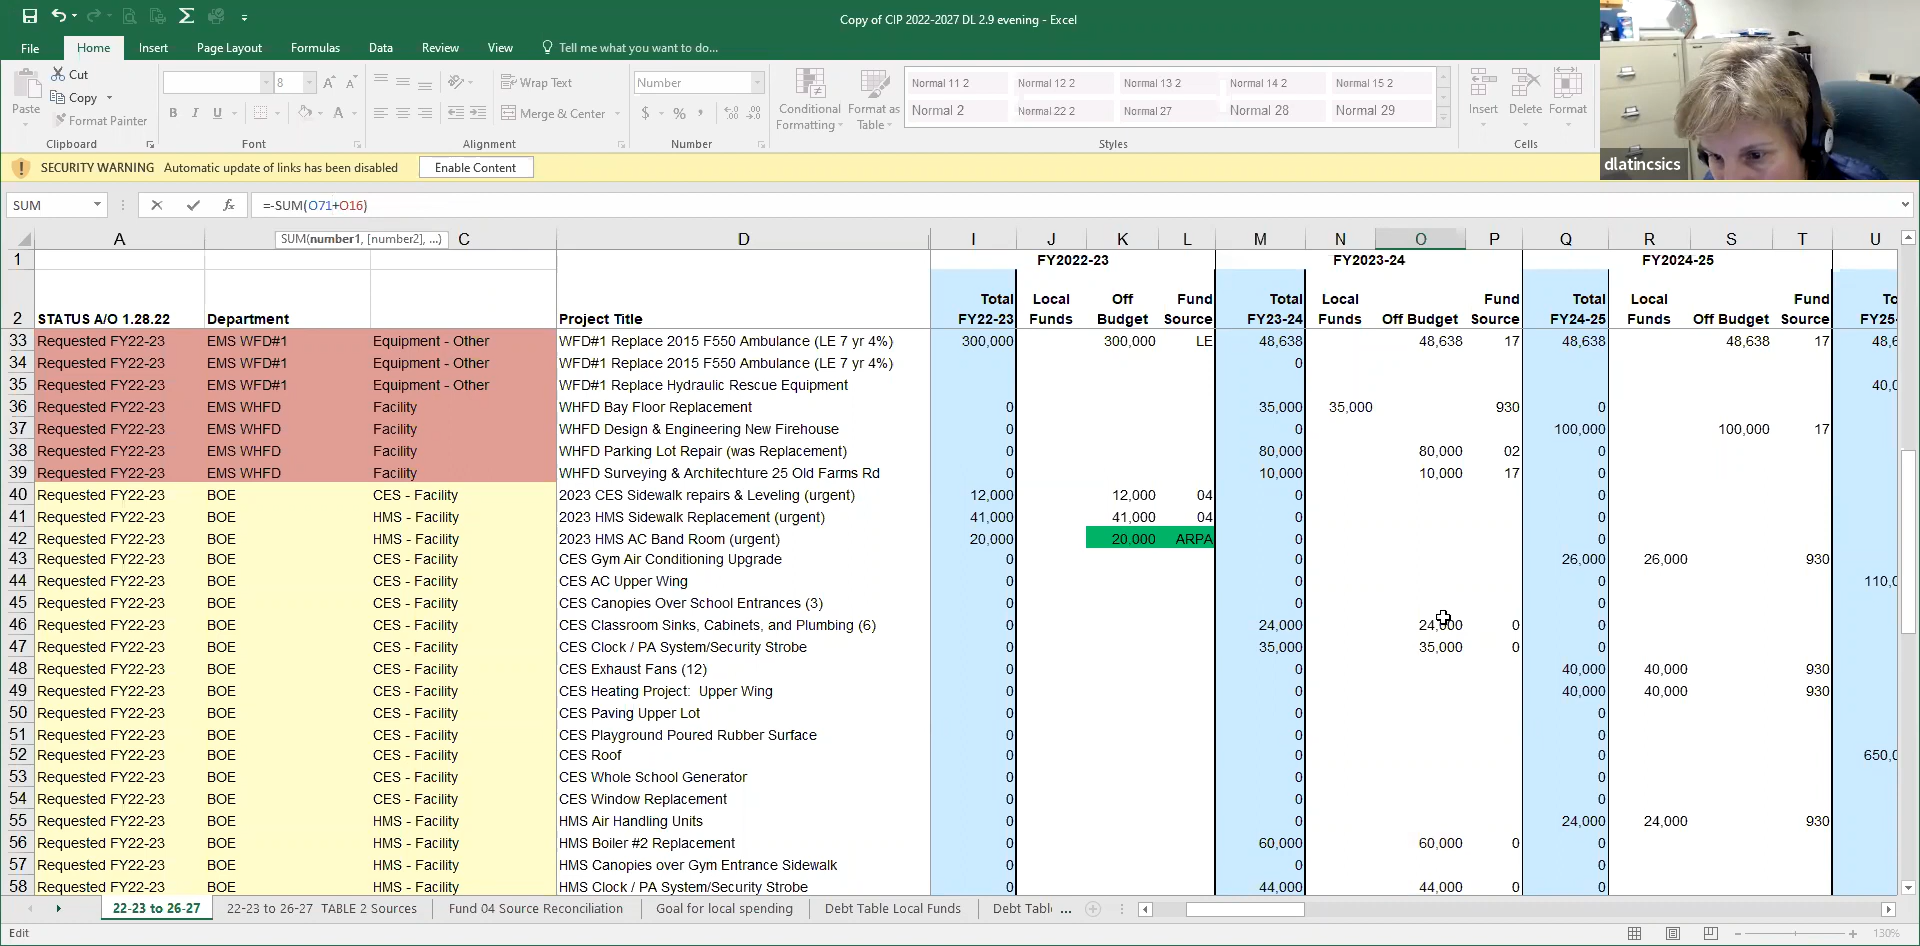 Copy of CIP 2022-2027 DL 2.9 evening - Excel
File Home Insert Page Layout Formulas Data Review View Tell me what you want to do...
Cut
Copy
Format Painter
Paste
8
Wrap Text
Merge & Center
Number
$ % ,
Conditional Formatting
Format as Table
Normal 11 2 Normal 12 2 Normal 13 2 Normal 14 2 Normal 15 2
Normal 2 Normal 22 2 Normal 27 Normal 28 Normal 29
Insert Delete Format
Clipboard Font Alignment Number Styles Cells
dlatincsics
SECURITY WARNING Automatic update of links has been disabled Enable Content
SUM =-SUM(O71+O16)
SUM(number1, [number2], ...)
A C D I J K L M N O P Q R S T U
1 FY2022-23 FY2023-24 FY2024-25
2 STATUS A/O 1.28.22 Department Project Title Total FY22-23 Local Funds Off Budget Fund Source Total FY23-24 Local Funds Off Budget Fund Source Total FY24-25 Local Funds Off Budget Fund Source To FY25-
33 Requested FY22-23 EMS WFD#1 Equipment - Other WFD#1 Replace 2015 F550 Ambulance (LE 7 yr 4%) 300,000 300,000 LE 48,638 48,638 17 48,638 48,638 17 48,6
34 Requested FY22-23 EMS WFD#1 Equipment - Other WFD#1 Replace 2015 F550 Ambulance (LE 7 yr 4%) 0
35 Requested FY22-23 EMS WFD#1 Equipment - Other WFD#1 Replace Hydraulic Rescue Equipment 40,0
36 Requested FY22-23 EMS WHFD Facility WHFD Bay Floor Replacement 0 35,000 35,000 930 0
37 Requested FY22-23 EMS WHFD Facility WHFD Design & Engineering New Firehouse 0 0 100,000 100,000 17
38 Requested FY22-23 EMS WHFD Facility WHFD Parking Lot Repair (was Replacement) 0 80,000 80,000 02 0
39 Requested FY22-23 EMS WHFD Facility WHFD Surveying & Architechture 25 Old Farms Rd 0 10,000 10,000 17 0
40 Requested FY22-23 BOE CES - Facility 2023 CES Sidewalk repairs & Leveling (urgent) 12,000 12,000 04 0 0
41 Requested FY22-23 BOE HMS - Facility 2023 HMS Sidewalk Replacement (urgent) 41,000 41,000 04 0 0
42 Requested FY22-23 BOE HMS - Facility 2023 HMS AC Band Room (urgent) 20,000 20,000 ARPA 0 0
43 Requested FY22-23 BOE CES - Facility CES Gym Air Conditioning Upgrade 0 0 26,000 26,000 930
44 Requested FY22-23 BOE CES - Facility CES AC Upper Wing 0 0 0 110,0
45 Requested FY22-23 BOE CES - Facility CES Canopies Over School Entrances (3) 0 0 0
46 Requested FY22-23 BOE CES - Facility CES Classroom Sinks, Cabinets, and Plumbing (6) 0 24,000 24,000 0 0
47 Requested FY22-23 BOE CES - Facility CES Clock / PA System/Security Strobe 0 35,000 35,000 0 0
48 Requested FY22-23 BOE CES - Facility CES Exhaust Fans (12) 0 0 40,000 40,000 930
49 Requested FY22-23 BOE CES - Facility CES Heating Project: Upper Wing 0 0 40,000 40,000 930
50 Requested FY22-23 BOE CES - Facility CES Paving Upper Lot 0 0 0
51 Requested FY22-23 BOE CES - Facility CES Playground Poured Rubber Surface 0 0 0
52 Requested FY22-23 BOE CES - Facility CES Roof 0 0 0 650,0
53 Requested FY22-23 BOE CES - Facility CES Whole School Generator 0 0 0
54 Requested FY22-23 BOE CES - Facility CES Window Replacement 0 0 0
55 Requested FY22-23 BOE HMS - Facility HMS Air Handling Units 0 0 24,000 24,000 930
56 Requested FY22-23 BOE HMS - Facility HMS Boiler #2 Replacement 0 60,000 60,000 0 0
57 Requested FY22-23 BOE HMS - Facility HMS Canopies over Gym Entrance Sidewalk 0 0 0
58 Requested FY22-23 BOE HMS - Facility HMS Clock / PA System/Security Strobe 0 44,000 44,000 0 0
22-23 to 26-27 22-23 to 26-27 TABLE 2 Sources Fund 04 Source Reconciliation Goal for local spending Debt Table Local Funds Debt Tabl ...
Edit 130%